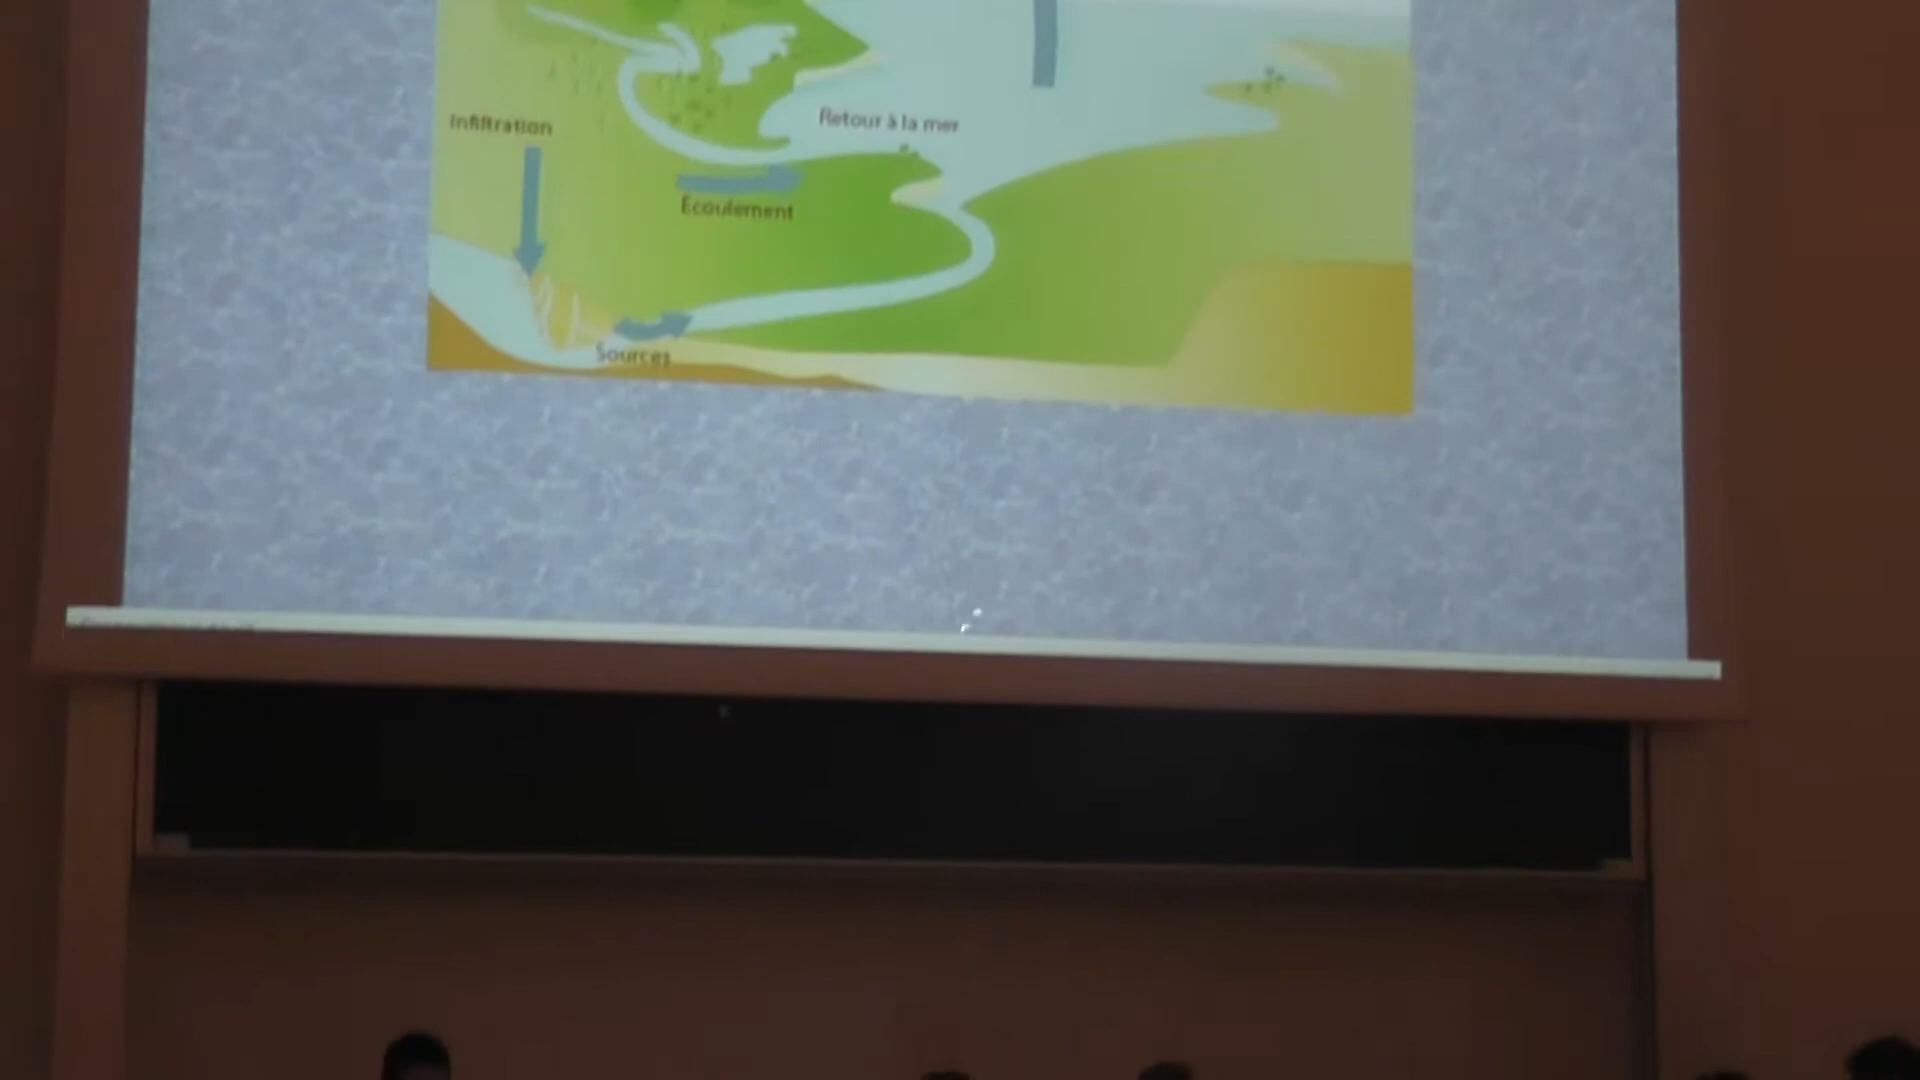 Infiltration
Retour à la mer
Écoulement
Sources